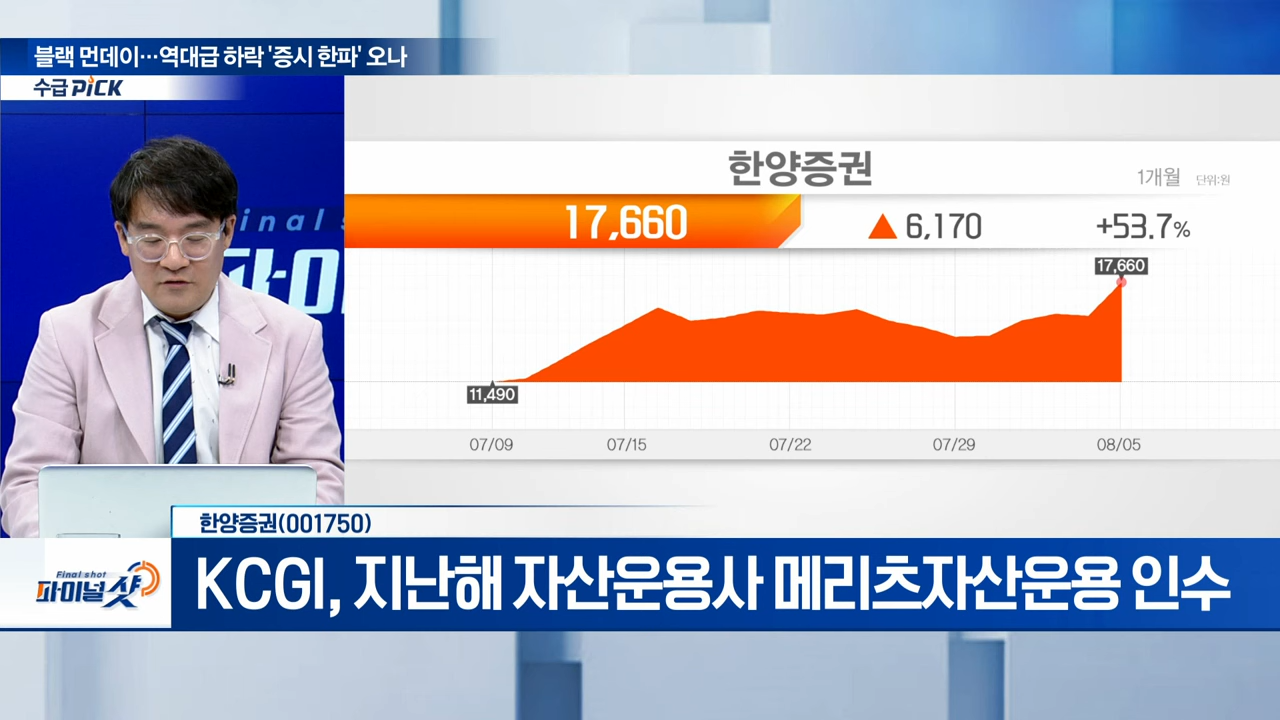 블랙 먼데이…역대급 하락 '증시 한파' 오나
수급 PiCK
한양증권
1개월 단위:원
17,660 ▲ 6,170 +53.7%
17,660
11,490
07/09 07/15 07/22 07/29 08/05
inal s
파이
한양증권(001750)
Final shot
파이널샷
KCGI, 지난해 자산운용사 메리츠자산운용 인수